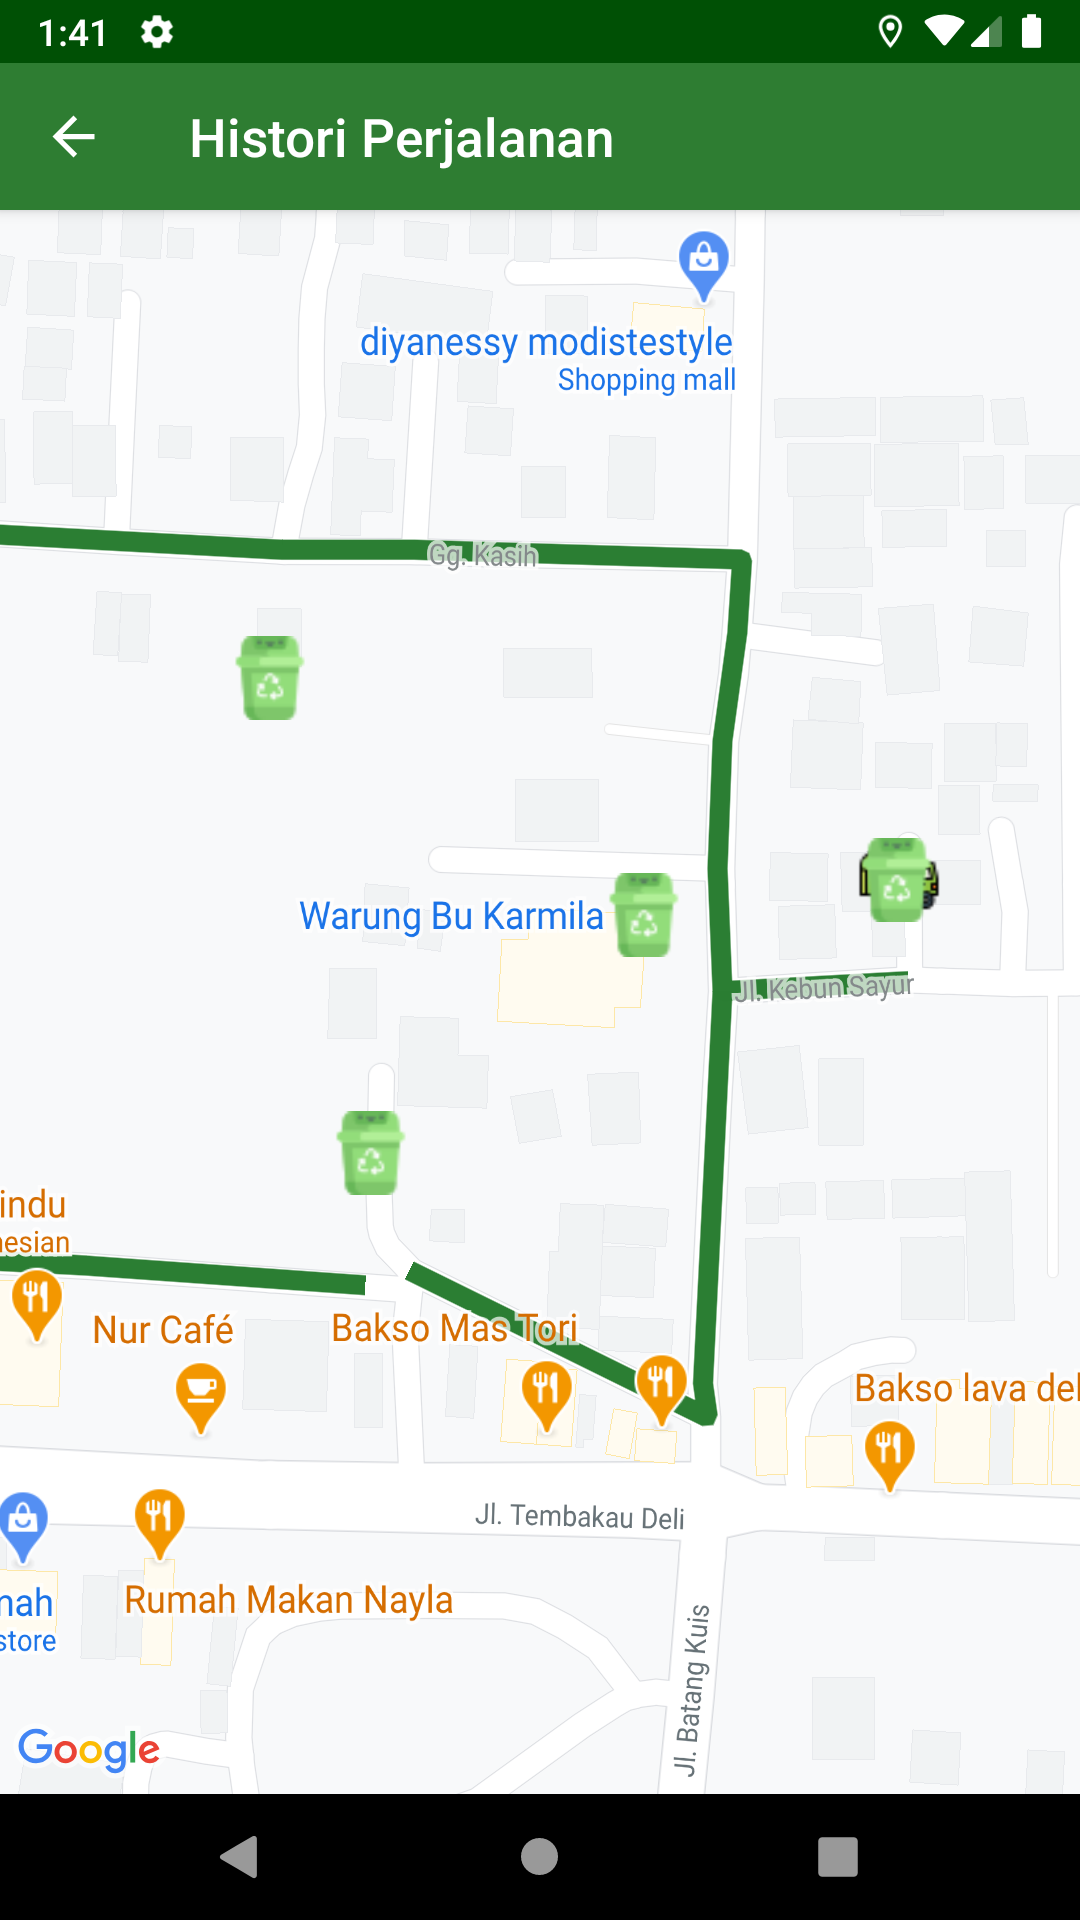 1:41
Histori Perjalanan
diyanessy modistestyle
Shopping mall
Gg. Kasih
Warung Bu Karmila
Jl. Kebun Sayur
indu
nesian
Nur Café
Bakso Mas Tori
Bakso lava del
Jl. Tembakau Deli
nah
store
Rumah Makan Nayla
Jl. Batang Kuis
Google